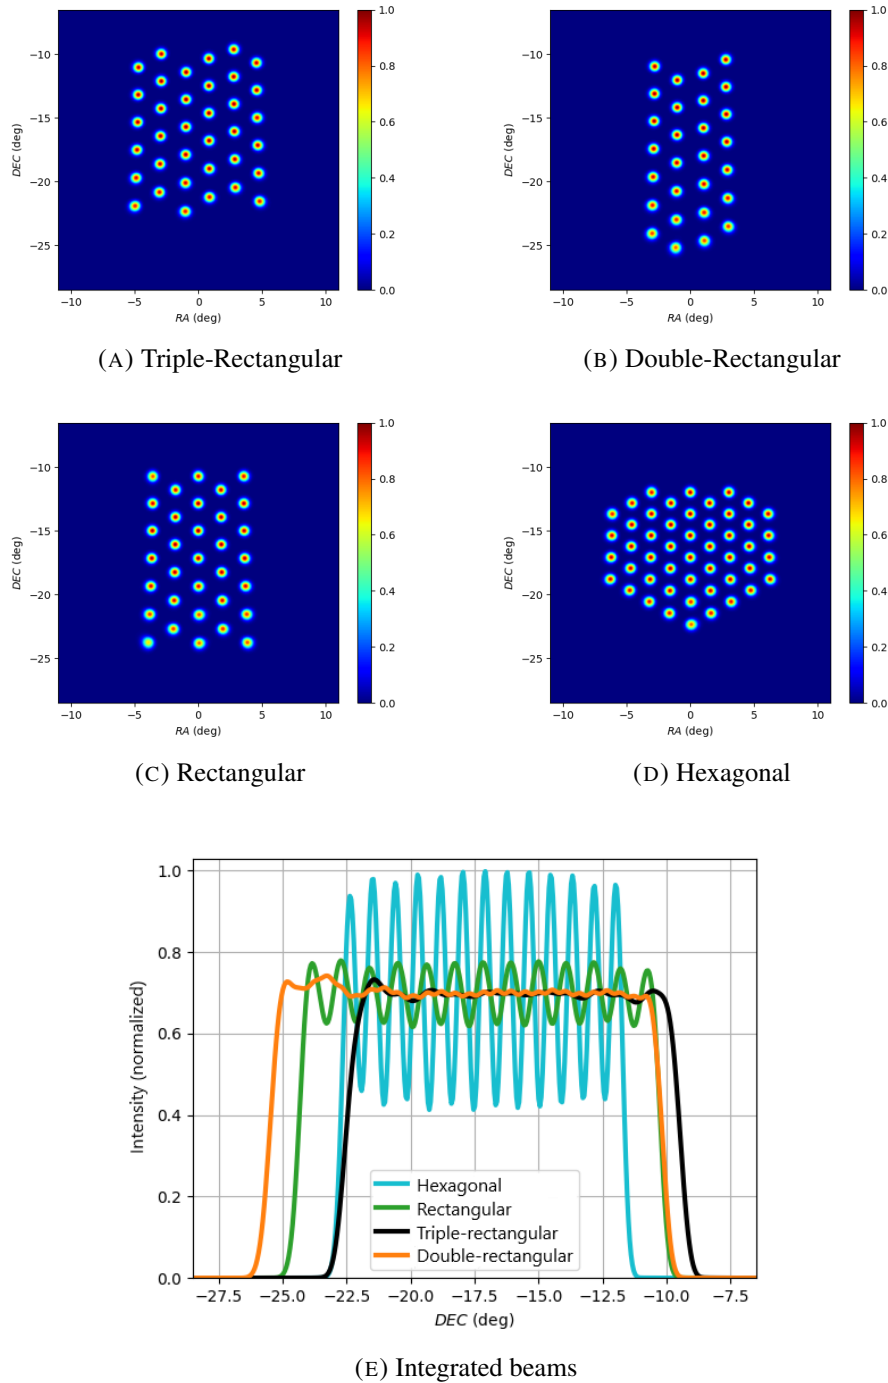 1.0
0.8
0.6
0.4
0.2
0.0
−10
−15
−20
−25
DEC (deg)
−10 −5 0 5 10
RA (deg)
(A) Triple-Rectangular
1.0
0.8
0.6
0.4
0.2
0.0
−10
−15
−20
−25
DEC (deg)
−10 −5 0 5 10
RA (deg)
(B) Double-Rectangular
1.0
0.8
0.6
0.4
0.2
0.0
−10
−15
−20
−25
DEC (deg)
−10 −5 0 5 10
RA (deg)
(C) Rectangular
1.0
0.8
0.6
0.4
0.2
0.0
−10
−15
−20
−25
DEC (deg)
−10 −5 0 5 10
RA (deg)
(D) Hexagonal
1.0
0.8
0.6
0.4
0.2
0.0
Intensity (normalized)
Hexagonal
Rectangular
Triple-rectangular
Double-rectangular
−27.5 −25.0 −22.5 −20.0 −17.5 −15.0 −12.5 −10.0 −7.5
DEC (deg)
(E) Integrated beams